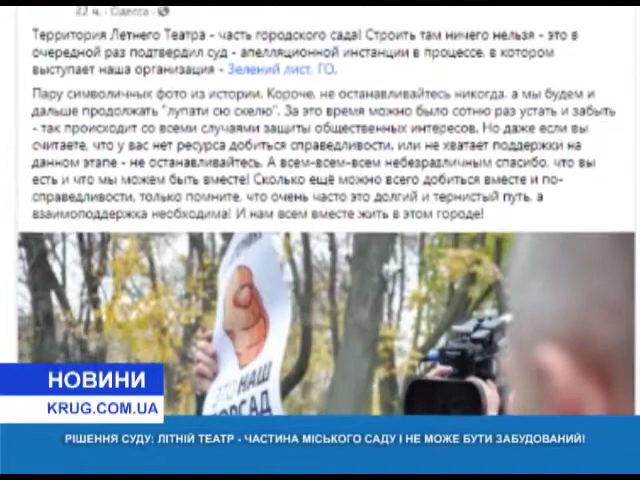 22 ч. · Одесса ·
Территория Летнего Театра - часть городского сада! Строить там ничего нельзя - это в
очередной раз подтвердил суд - апелляционной инстанции в процессе, в котором
выступает наша организация - Зелений лист, ГО.
Пару символичных фото из истории. Короче, не останавливайтесь никогда, а мы будем и
дальше продолжать "лупати сю скелю". За это время можно было сотню раз устать и забыть
- так происходит со всеми случаями защиты общественных интересов. Но даже если вы
считаете, что у вас нет ресурса добиться справедливости, или не хватает поддержки на
данном этапе - не останавливайтесь. А всем-всем-всем небезразличным спасибо, что вы
есть и что мы можем быть вместе! Сколько ещё можно всего добиться вместе и по-
справедливости, только помните, что очень часто это долгий и тернистый путь, а
взаимоподдержка необходима! И нам всем вместе жить в этом городе!
ЭТО НАШ
ГОРСАД
НОВИНИ
KRUG.COM.UA
РІШЕННЯ СУДУ: ЛІТНІЙ ТЕАТР - ЧАСТИНА МІСЬКОГО САДУ І НЕ МОЖЕ БУТИ ЗАБУДОВАНИЙ!